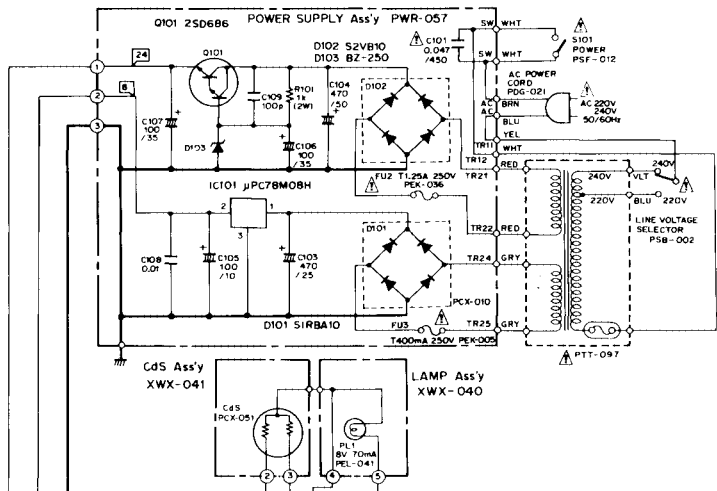 Q101 2SD686
POWER SUPPLY Ass'y PWR-057
24
Q101
D102 S2VB10
D103 BZ-250
C101
0.047
/450
SW
WHT
S101
POWER
PSF-012
SW
WHT
1
8
2
3
C109
100p
R101
1k
(2W)
C104
470
/50
D102
AC POWER
CORD
PDG-021
AC
BRN
AC
BLU
AC 220V
240V
50/60Hz
YEL
C107
100
/35
D103
C106
100
/35
TR11
WHT
TR12
RED
TR21
FU2 T1.25A 250V
PEK-036
240V
VLT
240V
220V
BLU
220V
LINE VOLTAGE
SELECTOR
PSB-002
IC101 μPC78M08H
2
1
3
D101
TR22
RED
TR24
GRY
C108
0.01
C105
100
/10
C103
470
/25
PCX-010
D101 SIRBA10
FU3
TR25
GRY
T400mA 250V PEK-005
PTT-097
CdS Ass'y
XWX-041
LAMP Ass'y
XWX-040
CdS
PCX-051
PL1
8V 70mA
PEL-041
2
3
4
5